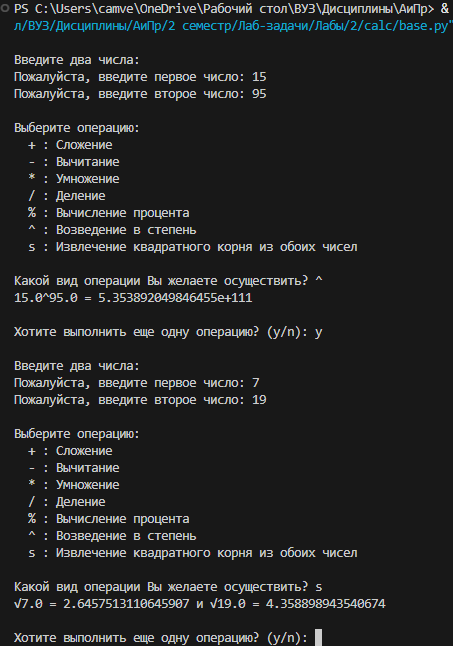 PS C:\Users\camve\OneDrive\Рабочий стол\ВУЗ\Дисциплины\АиПр> &
л/ВУЗ/Дисциплины/АиПр/2 семестр/Лаб-задачи/Лабы/2/calc/base.py"
Введите два числа:
Пожалуйста, введите первое число: 15
Пожалуйста, введите второе число: 95
Выберите операцию:
+ : Сложение
- : Вычитание
* : Умножение
/ : Деление
% : Вычисление процента
^ : Возведение в степень
s : Извлечение квадратного корня из обоих чисел
Какой вид операции Вы желаете осуществить? ^
15.0^95.0 = 5.353892049846455e+111
Хотите выполнить еще одну операцию? (y/n): y
Введите два числа:
Пожалуйста, введите первое число: 7
Пожалуйста, введите второе число: 19
Выберите операцию:
+ : Сложение
- : Вычитание
* : Умножение
/ : Деление
% : Вычисление процента
^ : Возведение в степень
s : Извлечение квадратного корня из обоих чисел
Какой вид операции Вы желаете осуществить? s
√7.0 = 2.6457513110645907 и √19.0 = 4.358898943540674
Хотите выполнить еще одну операцию? (y/n):